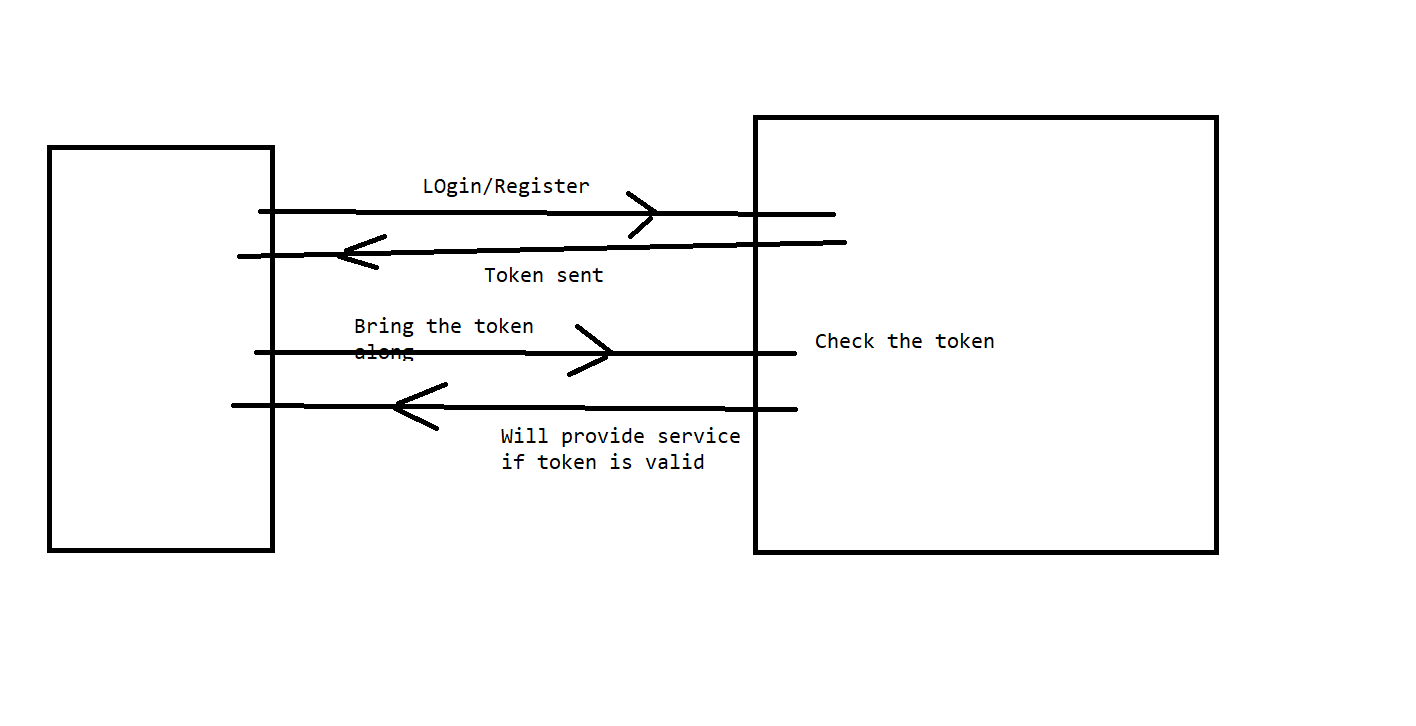 LOgin/Register
Token sent
Bring the token
along
Check the token
Will provide service
if token is valid